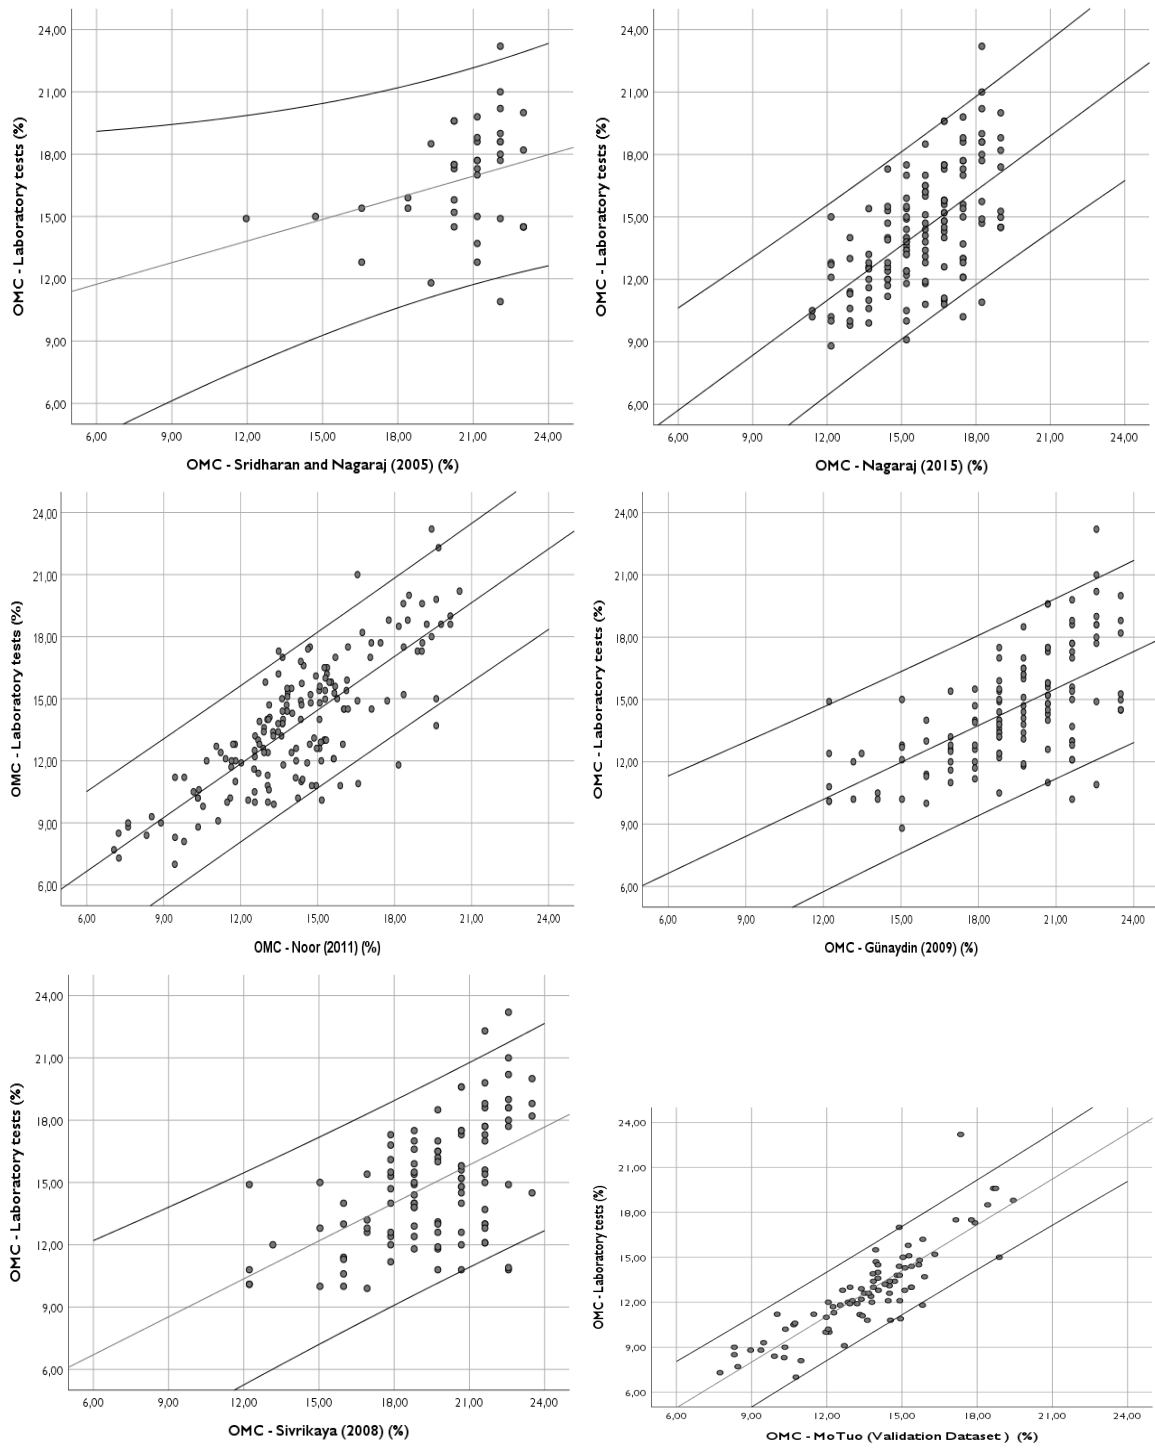 24,00
21,00
18,00
15,00
12,00
9,00
6,00
OMC - Laboratory tests (%)
6,00 9,00 12,00 15,00 18,00 21,00 24,00
OMC - Sridharan and Nagaraj (2005) (%)
24,00
21,00
18,00
15,00
12,00
9,00
6,00
OMC - Laboratory tests (%)
6,00 9,00 12,00 15,00 18,00 21,00 24,00
OMC - Nagaraj (2015) (%)
24,00
21,00
18,00
15,00
12,00
9,00
6,00
OMC - Laboratory tests (%)
6,00 9,00 12,00 15,00 18,00 21,00 24,00
OMC - Noor (2011) (%)
24,00
21,00
18,00
15,00
12,00
9,00
6,00
OMC - Laboratory tests (%)
6,00 9,00 12,00 15,00 18,00 21,00 24,00
OMC - Günaydin (2009) (%)
24,00
21,00
18,00
15,00
12,00
9,00
6,00
OMC - Laboratory tests (%)
6,00 9,00 12,00 15,00 18,00 21,00 24,00
OMC - Sivrikaya (2008) (%)
24,00
21,00
18,00
15,00
12,00
9,00
6,00
OMC - Laboratory tests (%)
6,00 9,00 12,00 15,00 18,00 21,00 24,00
OMC - MoTuo (Validation Dataset ) (%)